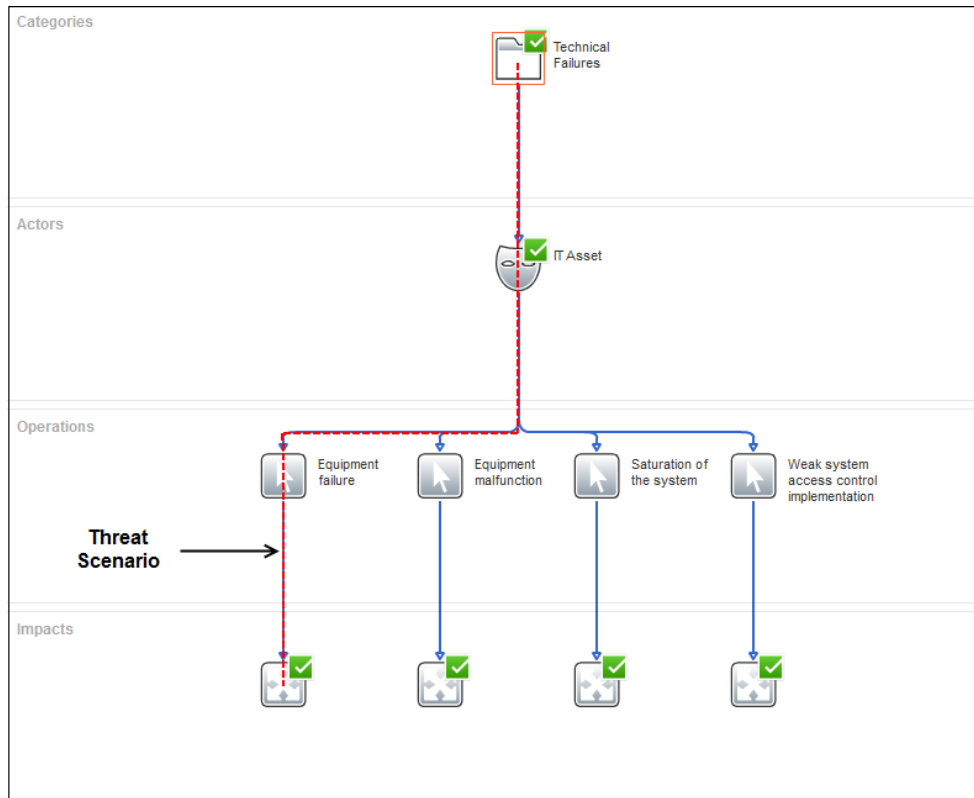 Categories
Technical
Failures
Actors
IT Asset
Operations
Equipment
failure
Equipment
malfunction
Saturation of
the system
Weak system
access control
implementation
Threat
Scenario
Impacts